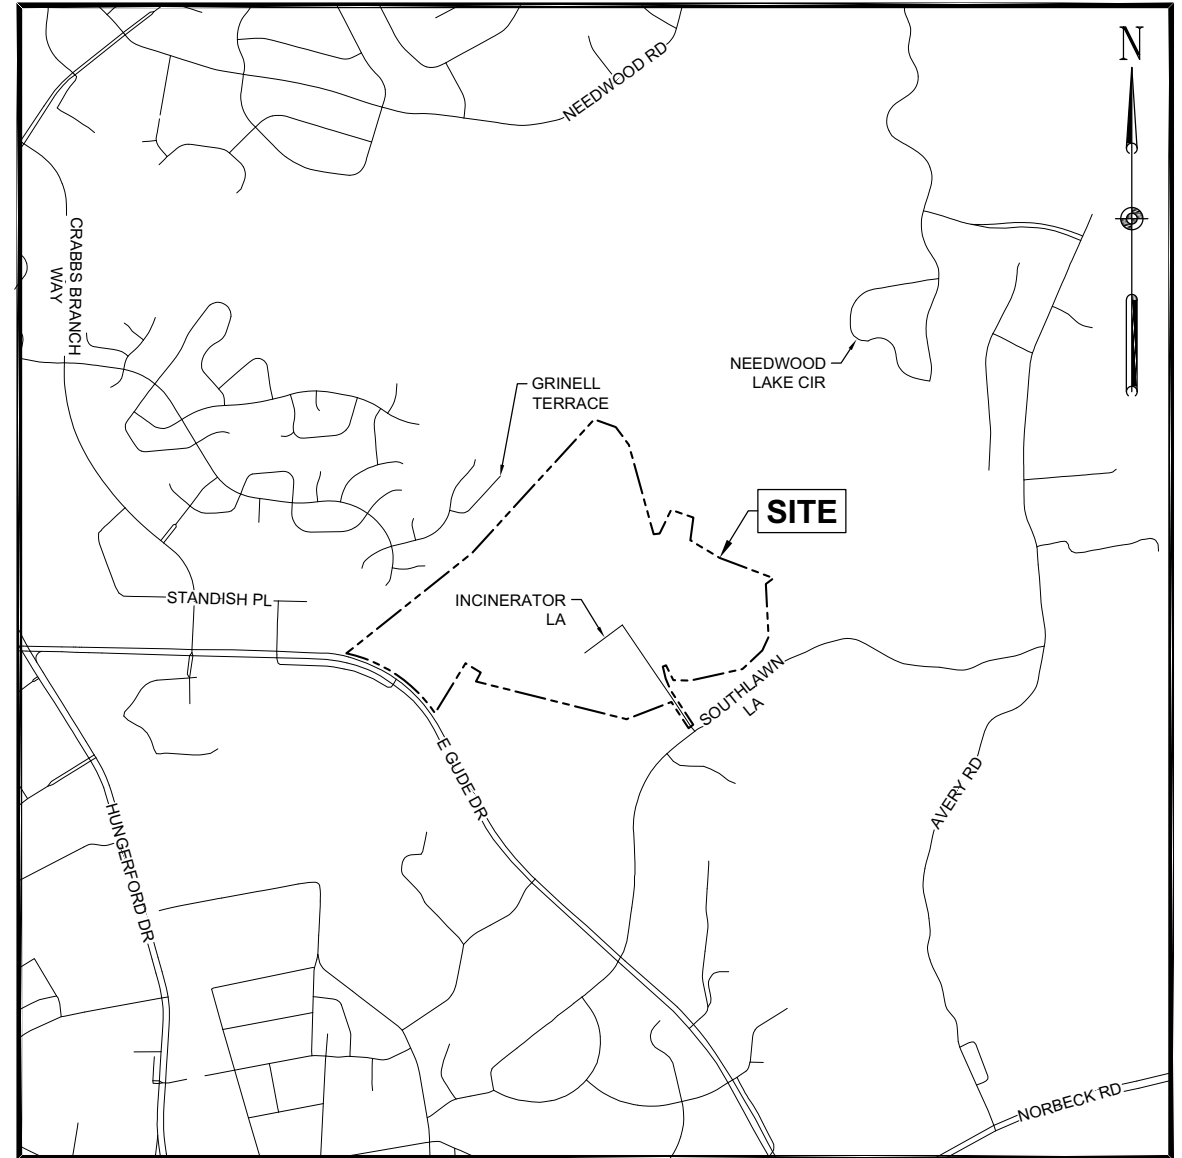 N
NEEDWOOD RD
CRABBS BRANCH
WAY
NEEDWOOD
LAKE CIR
GRINELL
TERRACE
SITE
STANDISH PL
INCINERATOR
LA
SOUTHLAWN
LA
E GUDE DR
AVERY RD
HUNGERFORD DR
NORBECK RD